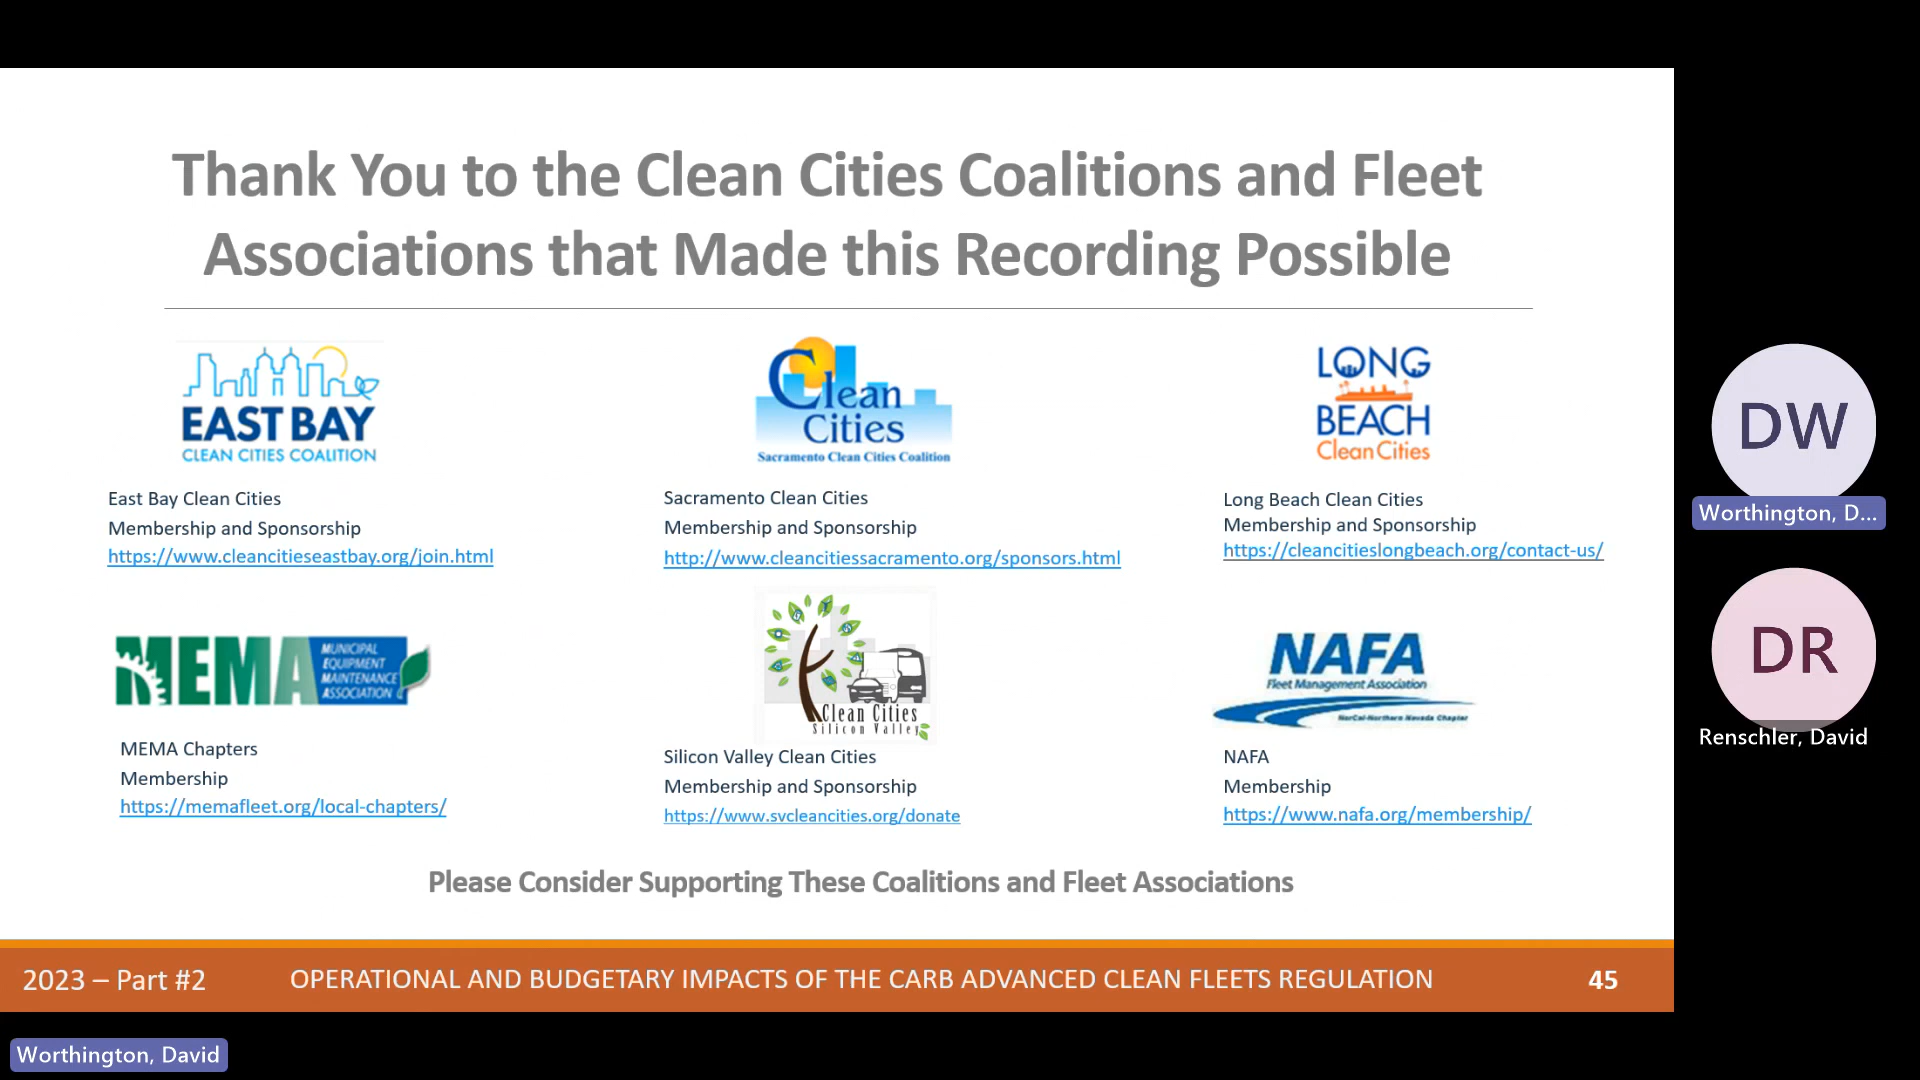 Thank You to the Clean Cities Coalitions and Fleet
Associations that Made this Recording Possible
EAST BAY
CLEAN CITIES COALITION
East Bay Clean Cities
Membership and Sponsorship
https://www.cleancitieseastbay.org/join.html
Clean
Cities
Sacramento Clean Cities Coalition
Sacramento Clean Cities
Membership and Sponsorship
http://www.cleancitiessacramento.org/sponsors.html
LONG
BEACH
Clean Cities
Long Beach Clean Cities
Membership and Sponsorship
https://cleancitieslongbeach.org/contact-us/
MEMA
MUNICIPAL
EQUIPMENT
MAINTENANCE
ASSOCIATION
MEMA Chapters
Membership
https://memafleet.org/local-chapters/
Clean Cities
Silicon Valley
Silicon Valley Clean Cities
Membership and Sponsorship
https://www.svcleancities.org/donate
NAFA
Fleet Management Association
NorCal-Northern Nevada Chapter
NAFA
Membership
https://www.nafa.org/membership/
Please Consider Supporting These Coalitions and Fleet Associations
2023 – Part #2
OPERATIONAL AND BUDGETARY IMPACTS OF THE CARB ADVANCED CLEAN FLEETS REGULATION
45
DW
Worthington, D...
DR
Renschler, David
Worthington, David